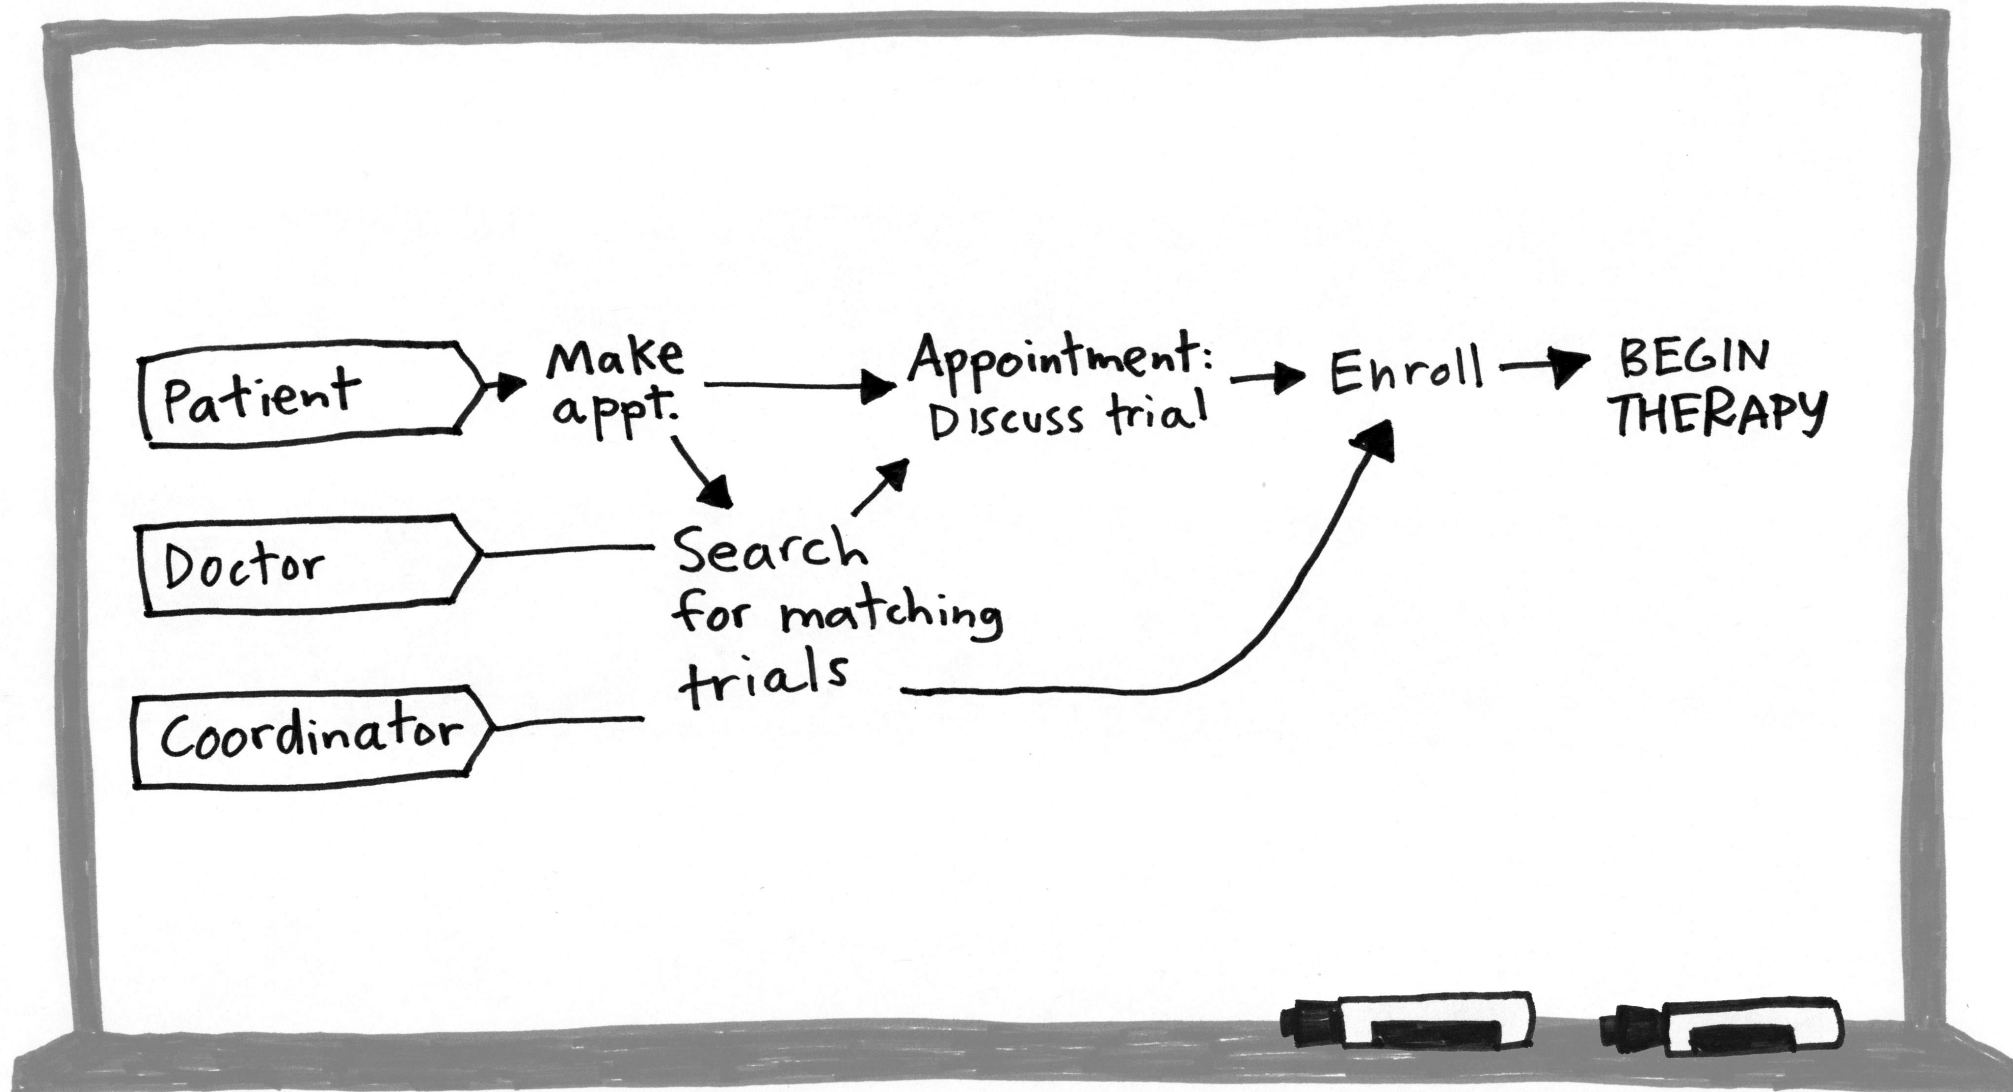 Patient
Make
appt.
Appointment:
Discuss trial
Enroll
BEGIN
THERAPY
Doctor
Search
for matching
trials
Coordinator